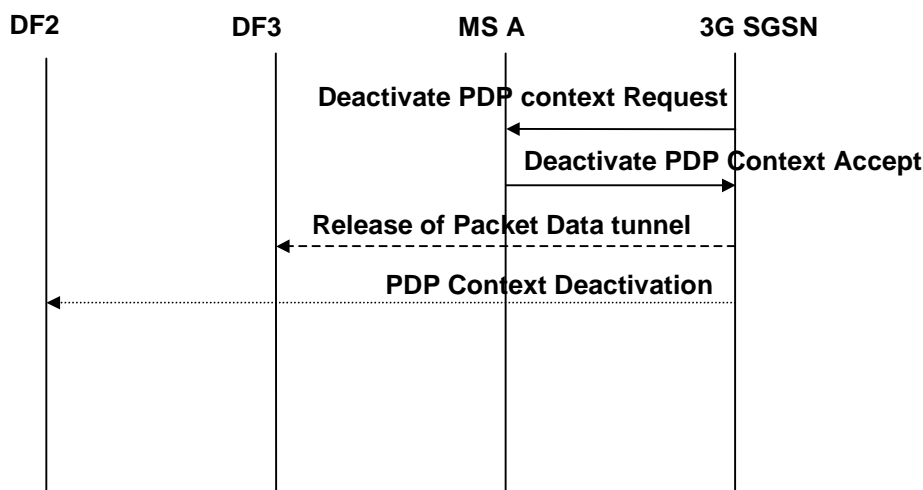 DF2 DF3 MS A 3G SGSN
Deactivate PDP context Request
Deactivate PDP Context Accept
Release of Packet Data tunnel
PDP Context Deactivation